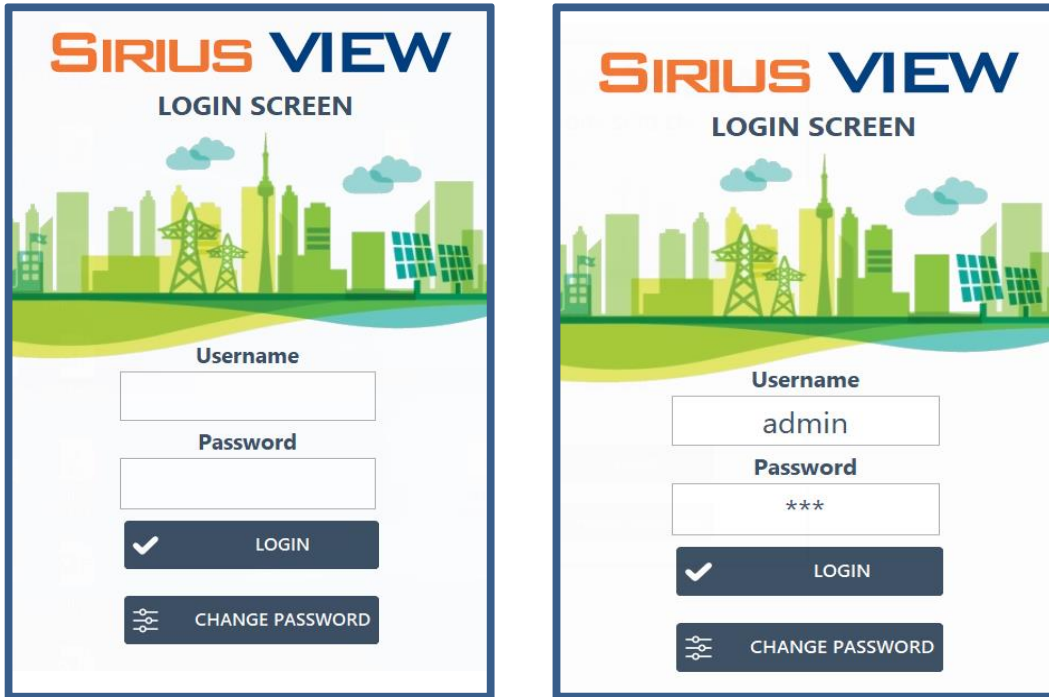 SIRIUS VIEW
LOGIN SCREEN
Username
Password
LOGIN
CHANGE PASSWORD
SIRIUS VIEW
LOGIN SCREEN
Username
admin
Password
***
LOGIN
CHANGE PASSWORD